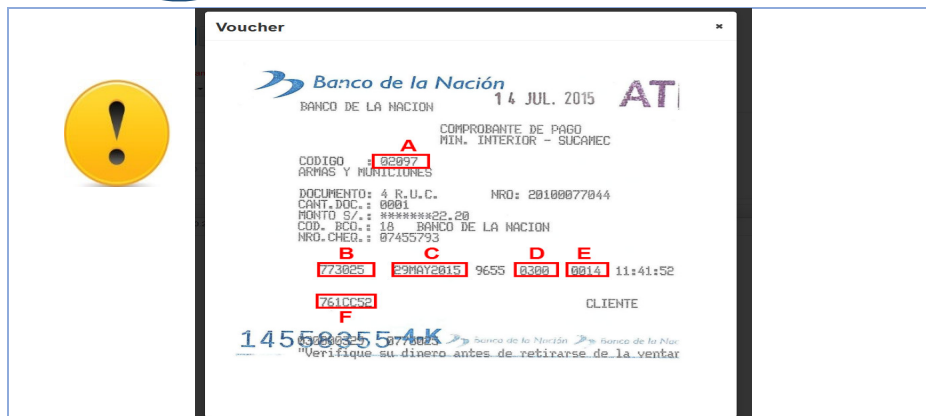 Voucher ×
Banco de la Nación
BANCO DE LA NACION 14 JUL. 2015 AT
COMPROBANTE DE PAGO
MIN. INTERIOR - SUCAMEC
A
CODIGO : 02097
ARMAS Y MUNICIONES
DOCUMENTO: 4 R.U.C. NRO: 20100077044
CANT.DOC.: 0001
MONTO S/.: *******22.20
COD. BCO.: 18 BANCO DE LA NACION
NRO.CHEQ.: 07455793
B C D E
773025 29MAY2015 9655 0300 0014 11:41:52
761CC52 CLIENTE
F
14558355-4-K Banco de la Nación Banco de la Nac
"Verifique su dinero antes de retirarse de la ventar